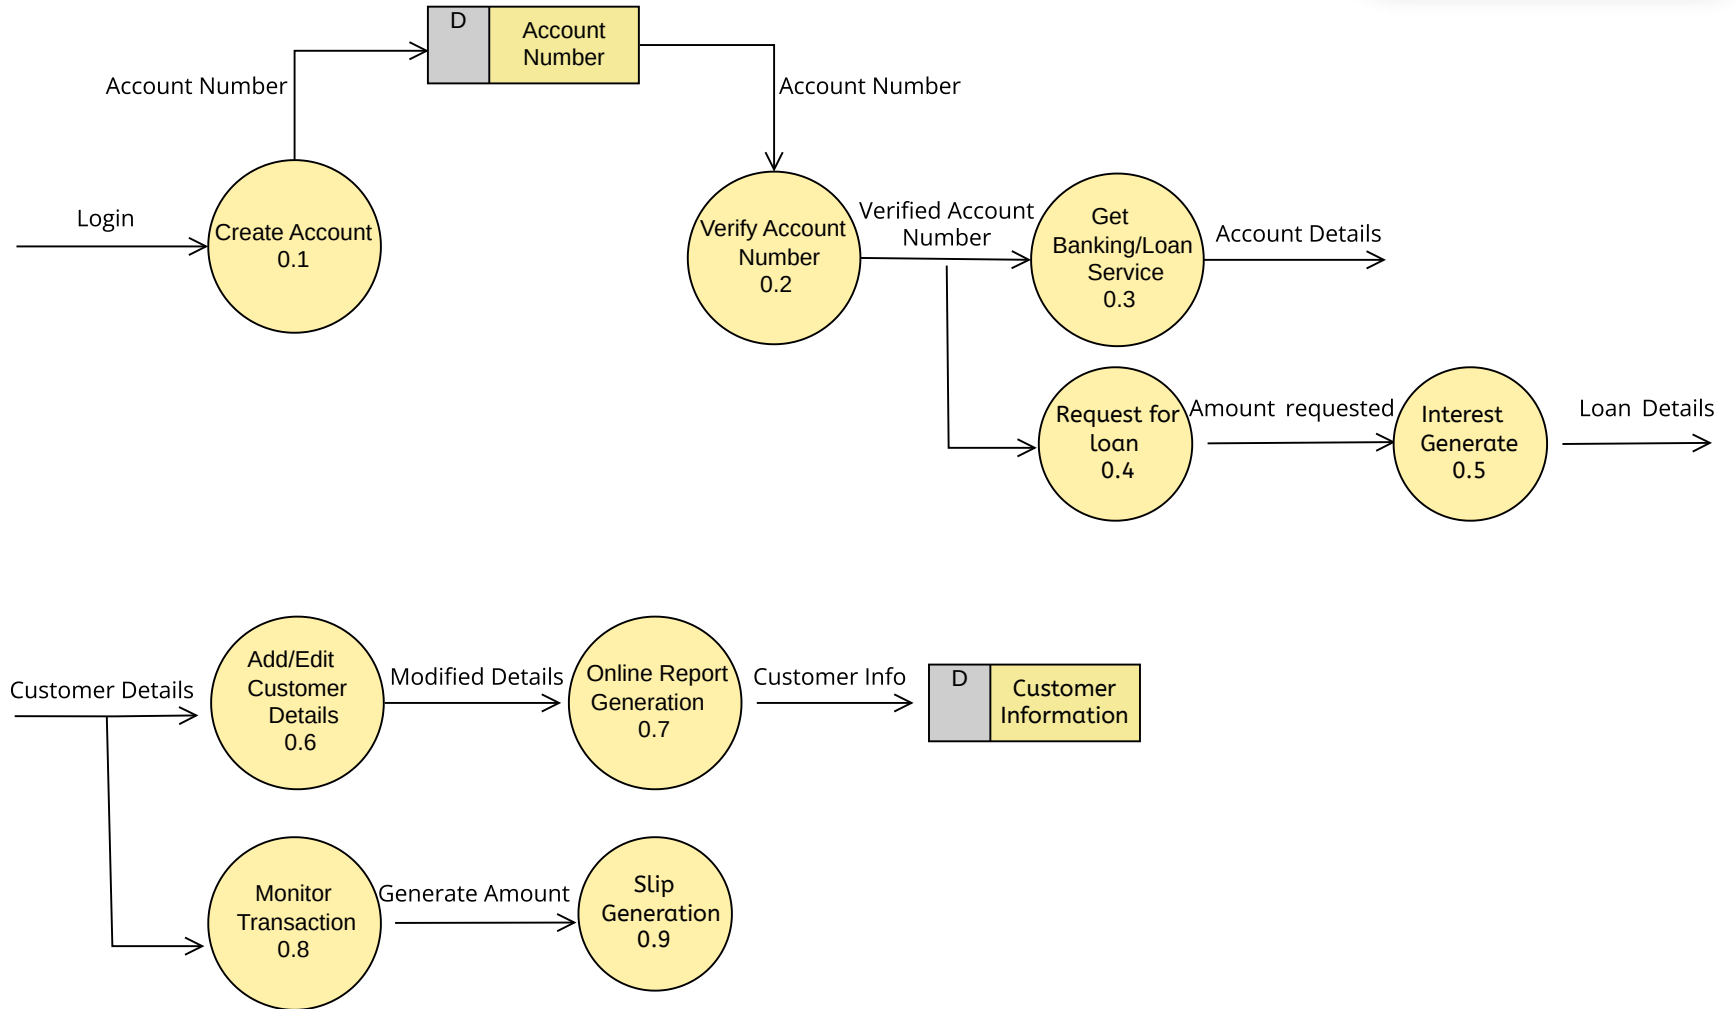 D
Account
Number
Account Number
Account Number
Login
Create Account
0.1
Verify Account
Number
0.2
Verified Account
Number
Get
Banking/Loan
Service
0.3
Account Details
Request for
loan
0.4
Amount requested
Interest
Generate
0.5
Loan Details
Customer Details
Add/Edit
Customer
Details
0.6
Modified Details
Online Report
Generation
0.7
Customer Info
D
Customer
Information
Monitor
Transaction
0.8
Generate Amount
Slip
Generation
0.9